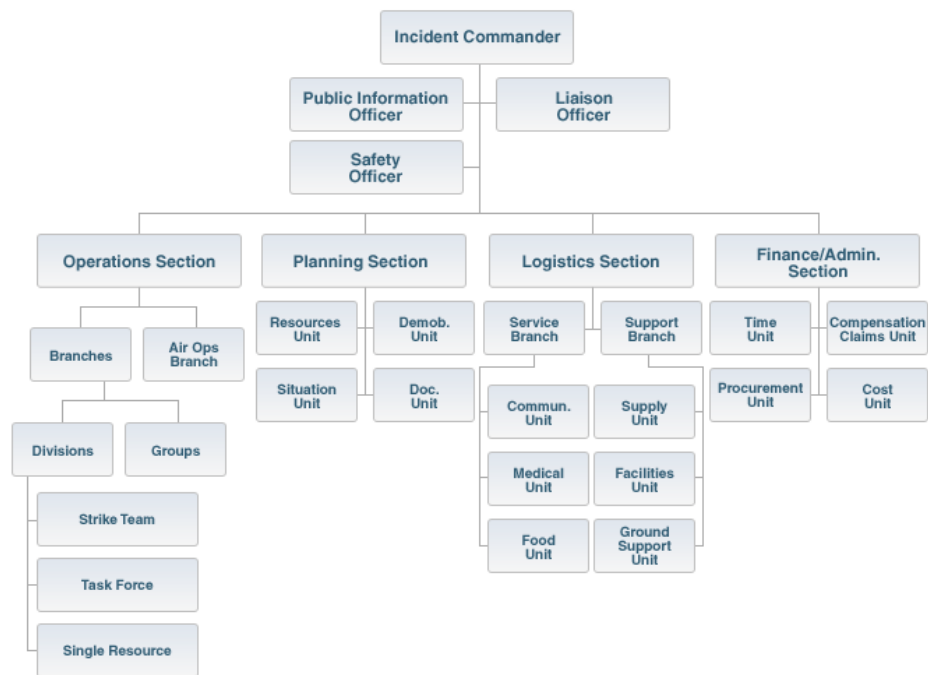 Incident Commander
Public Information
Officer
Liaison
Officer
Safety
Officer
Operations Section
Planning Section
Logistics Section
Finance/Admin.
Section
Branches
Air Ops
Branch
Divisions
Groups
Strike Team
Task Force
Single Resource
Resources
Unit
Demob.
Unit
Situation
Unit
Doc.
Unit
Service
Branch
Support
Branch
Commun.
Unit
Supply
Unit
Medical
Unit
Facilities
Unit
Food
Unit
Ground
Support
Unit
Time
Unit
Compensation
Claims Unit
Procurement
Unit
Cost
Unit